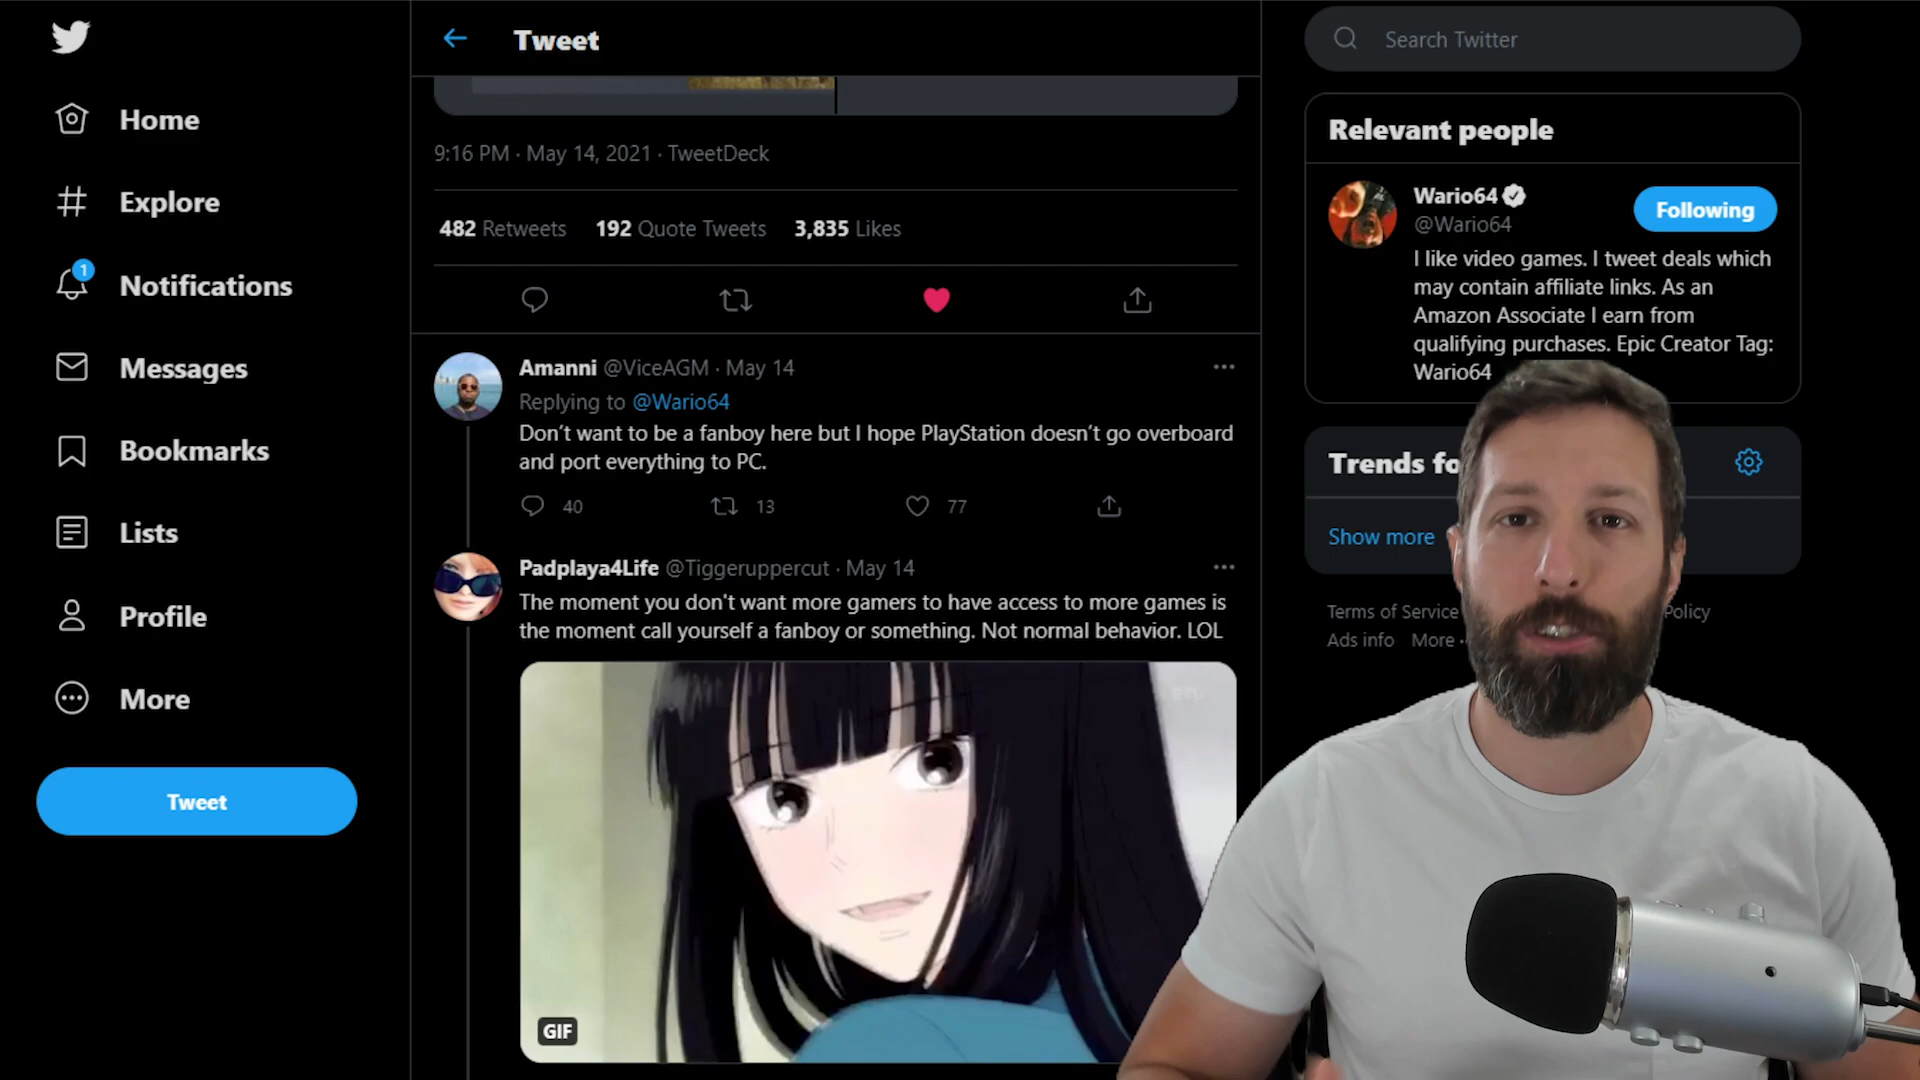 Home
Explore
1
Notifications
Messages
Bookmarks
Lists
Profile
More
Tweet
Tweet
9:16 PM · May 14, 2021 · TweetDeck
482 Retweets 192 Quote Tweets 3,835 Likes
Amanni @ViceAGM · May 14
Replying to @Wario64
Don’t want to be a fanboy here but I hope PlayStation doesn’t go overboard
and port everything to PC.
40 13 77
Padplaya4Life @Tiggeruppercut · May 14
The moment you don't want more gamers to have access to more games is
the moment call yourself a fanboy or something. Not normal behavior. LOL
GIF
Search Twitter
Relevant people
Wario64
@Wario64
Following
I like video games. I tweet deals which
may contain affiliate links. As an
Amazon Associate I earn from
qualifying purchases. Epic Creator Tag:
Wario64
Trends fo
Show more
Terms of Service Policy
Ads info More